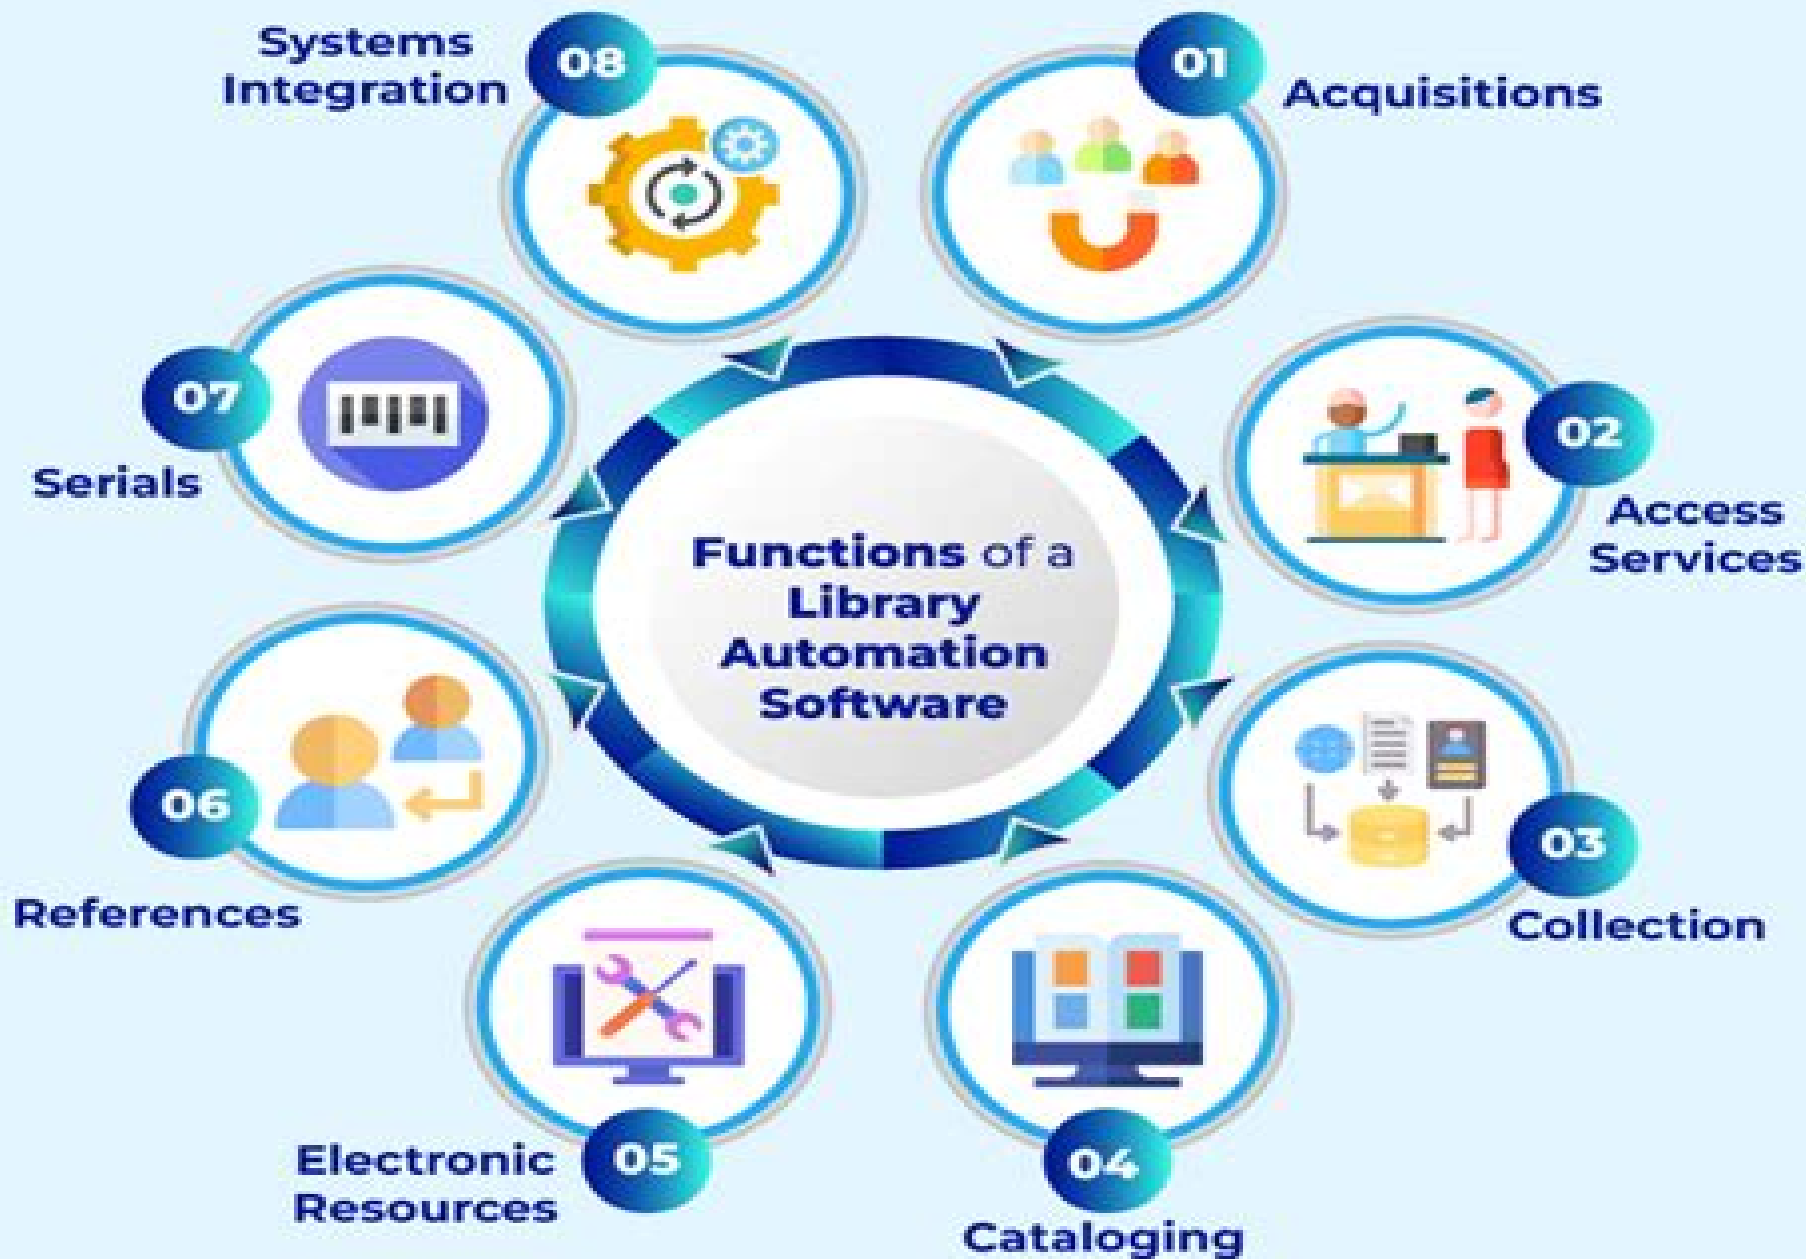 Functions of a
Library
Automation
Software
01
Acquisitions
02
Access
Services
03
Collection
04
Cataloging
05
Electronic
Resources
06
References
07
Serials
08
Systems
Integration